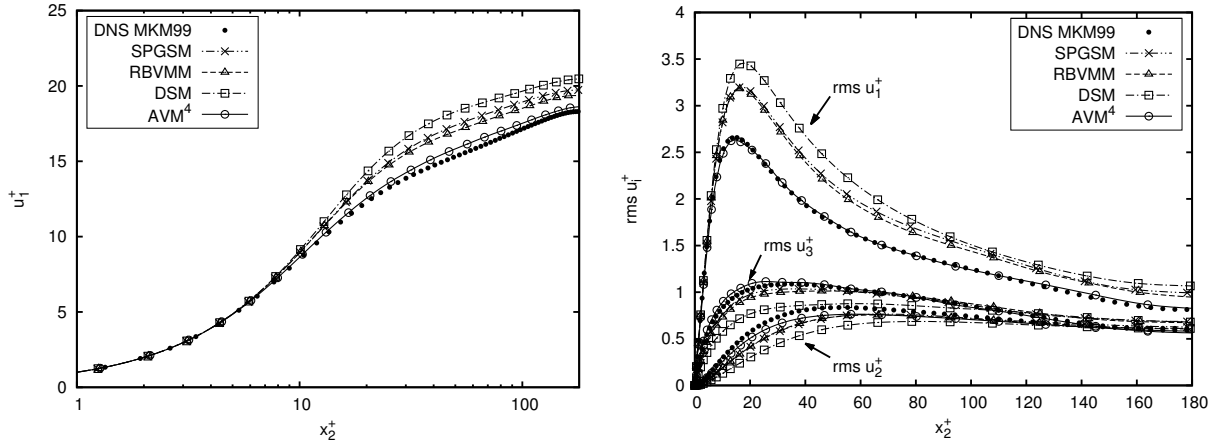 25
20
15
10
5
0
1
10
100
u₁⁺
x₂⁺
DNS MKM99
SPGSM
RBVMM
DSM
AVM⁴
4
3.5
3
2.5
2
1.5
1
0.5
0
0 20 40 60 80 100 120 140 160 180
rms uᵢ⁺
x₂⁺
DNS MKM99
SPGSM
RBVMM
DSM
AVM⁴
rms u₁⁺
rms u₃⁺
rms u₂⁺